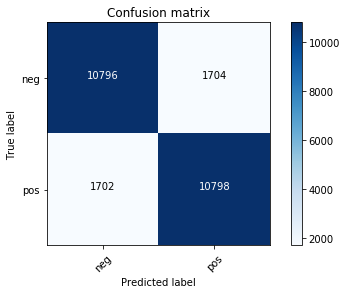 Confusion matrix
True label
neg
10796
1704
pos
1702
10798
neg
pos
Predicted label
10000
8000
6000
4000
2000